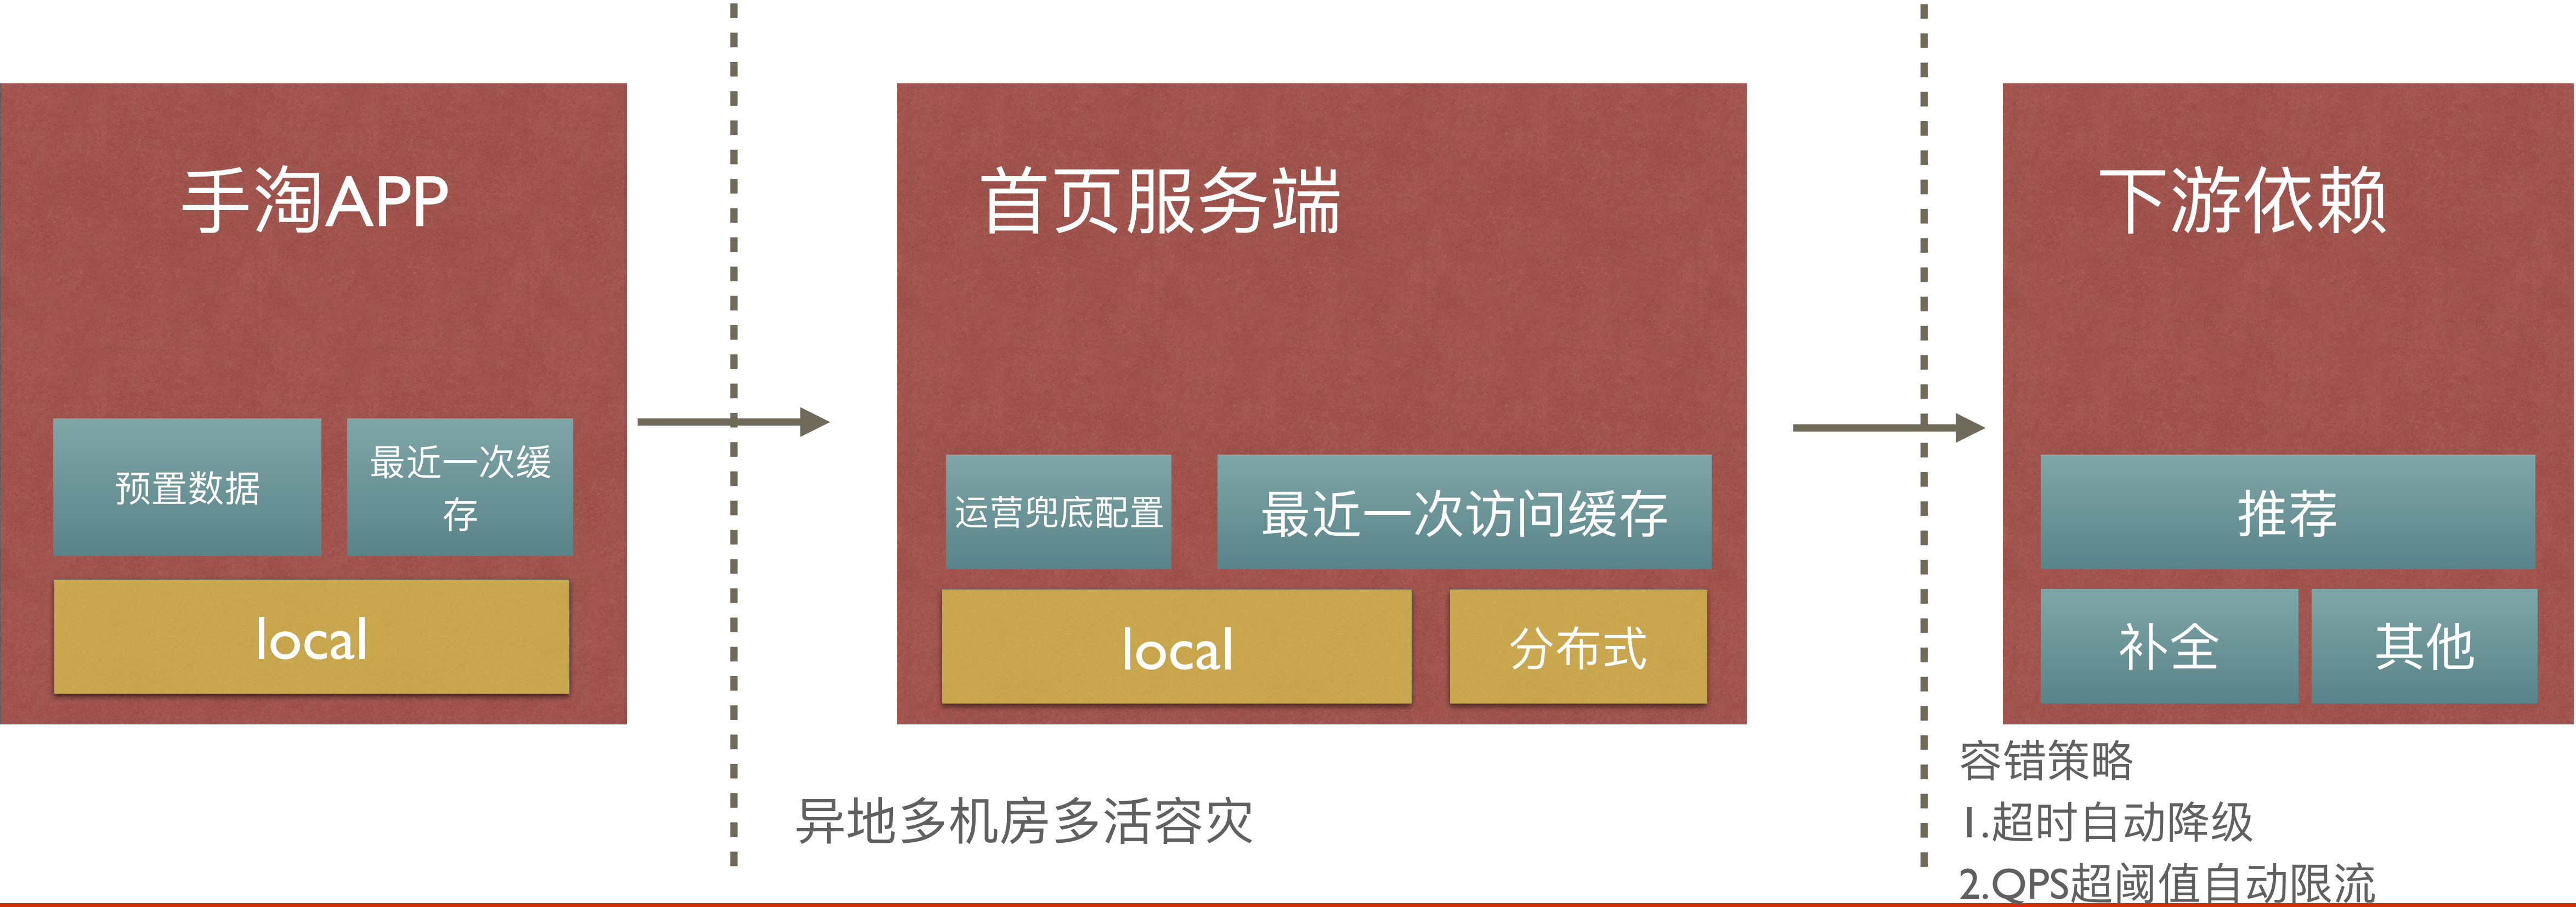 手淘APP
预置数据
最近一次缓
存
local
首页服务端
运营兜底配置
最近一次访问缓存
local
分布式
异地多机房多活容灾
下游依赖
推荐
补全
其他
容错策略
1.超时自动降级
2.QPS超阈值自动限流